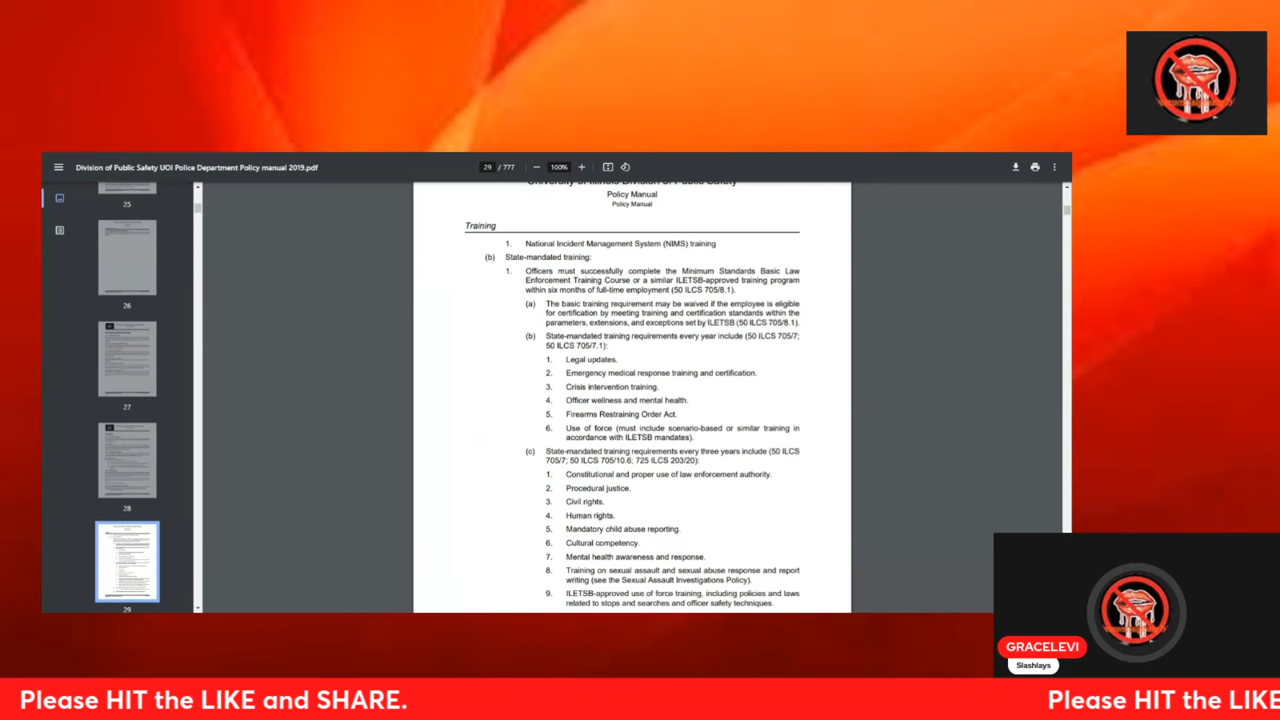 Division of Public Safety UOI Police Department Policy manual 2019.pdf
29 / 777
100%
25
26
27
28
29
University of Illinois Division of Public Safety
Policy Manual
Policy Manual
Training
1. National Incident Management System (NIMS) training
(b) State-mandated training:
1. Officers must successfully complete the Minimum Standards Basic Law
Enforcement Training Course or a similar ILETSB-approved training program
within six months of full-time employment (50 ILCS 705/8.1).
(a) The basic training requirement may be waived if the employee is eligible
for certification by meeting training and certification standards within the
parameters, extensions, and exceptions set by ILETSB (50 ILCS 705/8.1).
(b) State-mandated training requirements every year include (50 ILCS 705/7;
50 ILCS 705/7.1):
1. Legal updates.
2. Emergency medical response training and certification.
3. Crisis intervention training.
4. Officer wellness and mental health.
5. Firearms Restraining Order Act.
6. Use of force (must include scenario-based or similar training in
accordance with ILETSB mandates).
(c) State-mandated training requirements every three years include (50 ILCS
705/7; 50 ILCS 705/10.6; 725 ILCS 203/20):
1. Constitutional and proper use of law enforcement authority.
2. Procedural justice.
3. Civil rights.
4. Human rights.
5. Mandatory child abuse reporting.
6. Cultural competency.
7. Mental health awareness and response.
8. Training on sexual assault and sexual abuse response and report
writing (see the Sexual Assault Investigations Policy).
9. ILETSB-approved use of force training, including policies and laws
related to stops and searches and officer safety techniques.
GRACELEVI
Slashlays
Please HIT the LIKE and SHARE.
Please HIT the LIKE